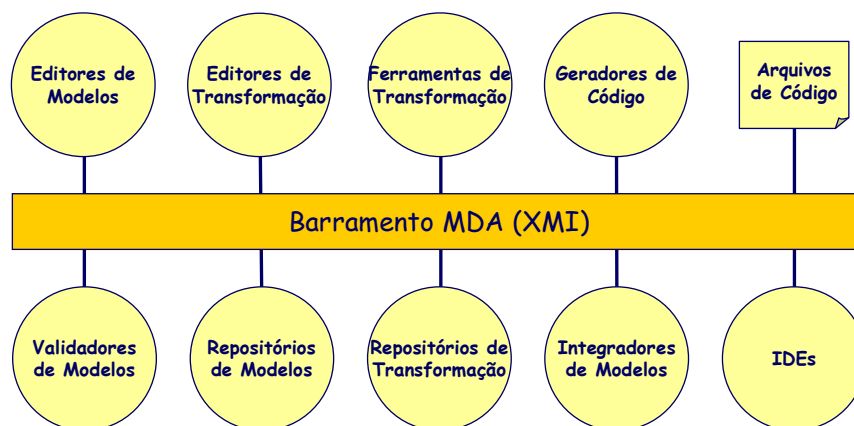 Editores de
Modelos
Editores de
Transformação
Ferramentas de
Transformação
Geradores de
Código
Arquivos
de Código
Barramento MDA (XMI)
Validadores
de Modelos
Repositórios
de Modelos
Repositórios de
Transformação
Integradores
de Modelos
IDEs